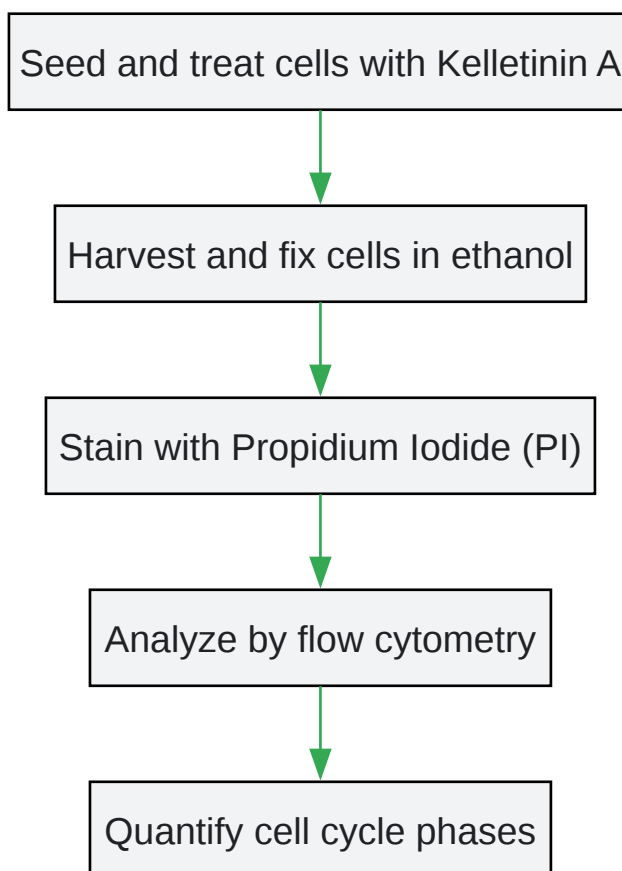 Seed and treat cells with Kelletinin A
Harvest and fix cells in ethanol
Stain with Propidium Iodide (PI)
Analyze by flow cytometry
Quantify cell cycle phases